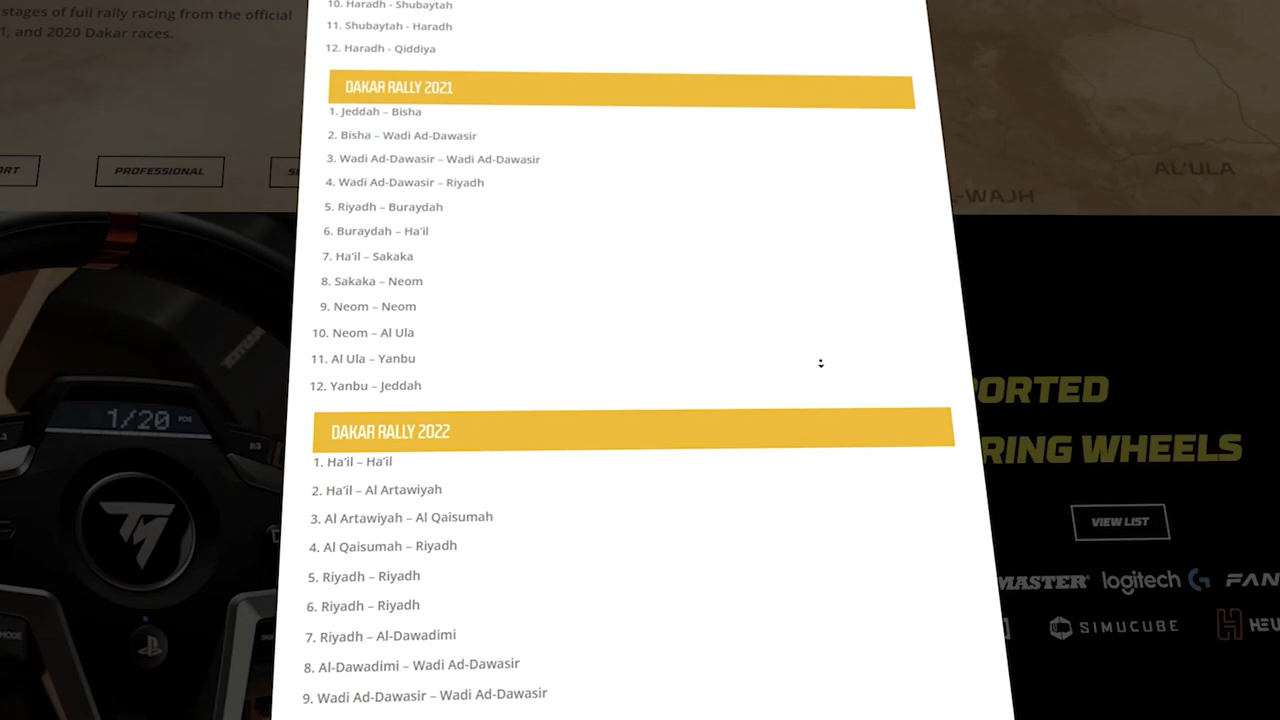 stages of full rally racing from the official
1, and 2020 Dakar races.
PROFESSIONAL
10. Haradh - Shubaytah
11. Shubaytah - Haradh
12. Haradh - Qiddiya
DAKAR RALLY 2021
1. Jeddah – Bisha
2. Bisha – Wadi Ad-Dawasir
3. Wadi Ad-Dawasir – Wadi Ad-Dawasir
4. Wadi Ad-Dawasir – Riyadh
5. Riyadh – Buraydah
6. Buraydah – Ha’il
7. Ha’il – Sakaka
8. Sakaka – Neom
9. Neom – Neom
10. Neom – Al Ula
11. Al Ula – Yanbu
12. Yanbu – Jeddah
DAKAR RALLY 2022
1. Ha’il – Ha’il
2. Ha’il – Al Artawiyah
3. Al Artawiyah – Al Qaisumah
4. Al Qaisumah – Riyadh
5. Riyadh – Riyadh
6. Riyadh – Riyadh
7. Riyadh – Al-Dawadimi
8. Al-Dawadimi – Wadi Ad-Dawasir
9. Wadi Ad-Dawasir – Wadi Ad-Dawasir
AL'ULA
-WAJH
ORTED
RING WHEELS
VIEW LIST
MASTER logitech FAN
SIMUCUBE HEU
1/20 POS
R3
MODE